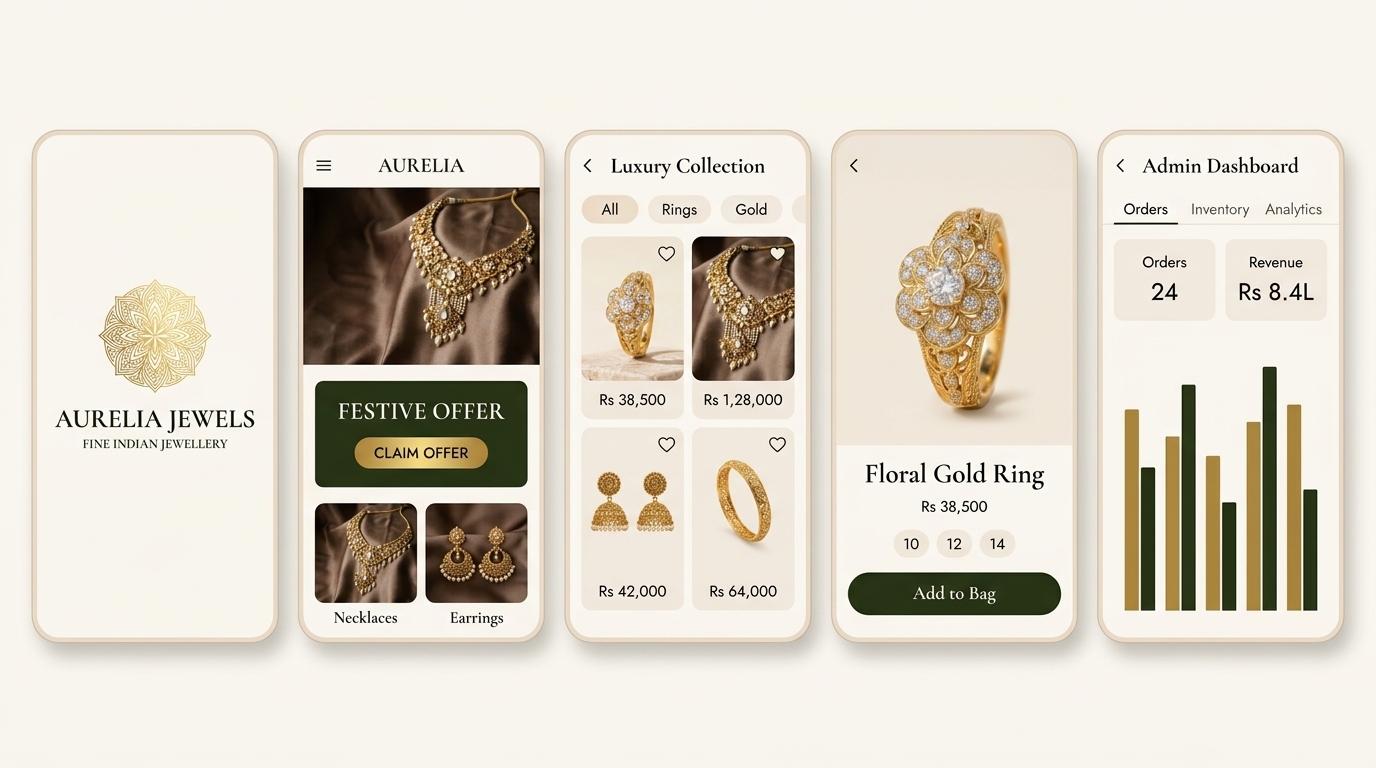 AURELIA JEWELS
FINE INDIAN JEWELLERY
AURELIA
FESTIVE OFFER
CLAIM OFFER
Necklaces
Earrings
Luxury Collection
All
Rings
Gold
Rs 38,500
Rs 1,28,000
Rs 42,000
Rs 64,000
Floral Gold Ring
Rs 38,500
10
12
14
Add to Bag
Admin Dashboard
Orders
Inventory
Analytics
Orders
24
Revenue
Rs 8.4L